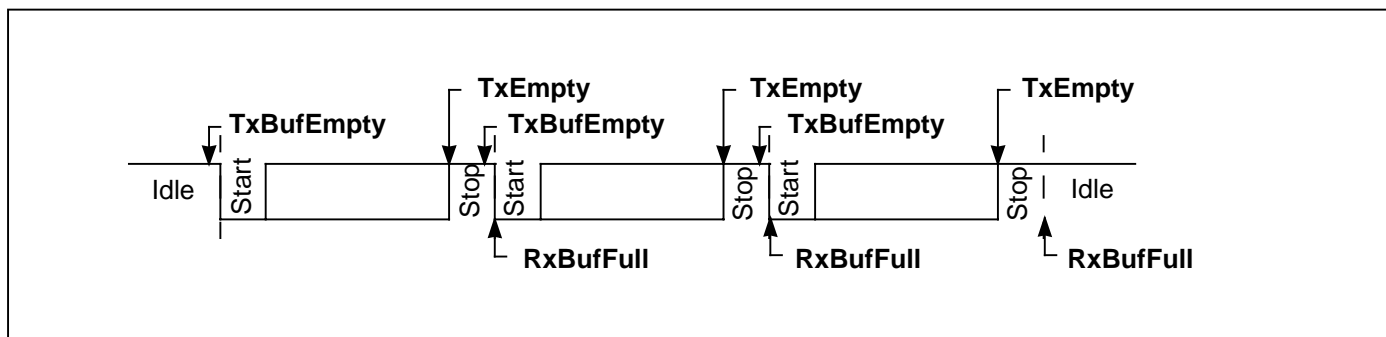 TxEmpty TxEmpty TxEmpty
TxBufEmpty TxBufEmpty TxBufEmpty
Idle Start Stop Start Stop Start Stop Idle
RxBufFull RxBufFull RxBufFull